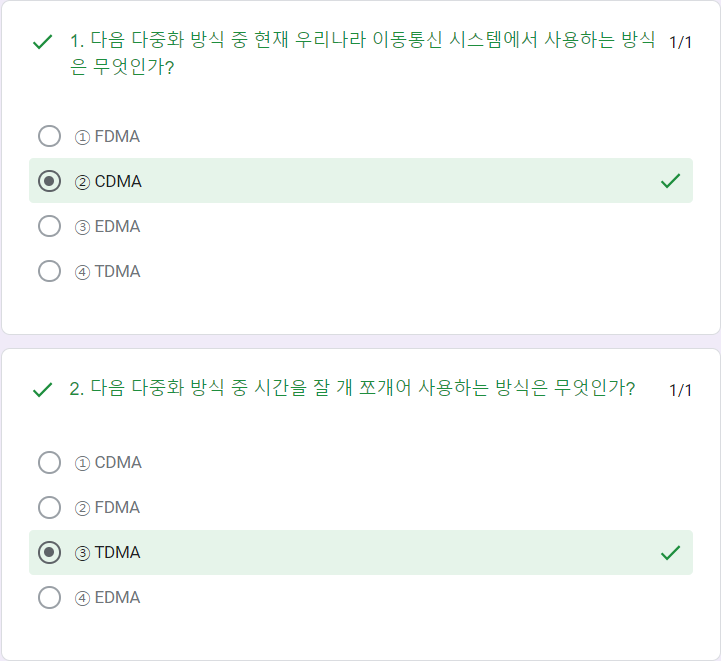 1. 다음 다중화 방식 중 현재 우리나라 이동통신 시스템에서 사용하는 방식 1/1
은 무엇인가?
① FDMA
② CDMA
③ EDMA
④ TDMA
2. 다음 다중화 방식 중 시간을 잘 개 쪼개어 사용하는 방식은 무엇인가? 1/1
① CDMA
② FDMA
③ TDMA
④ EDMA